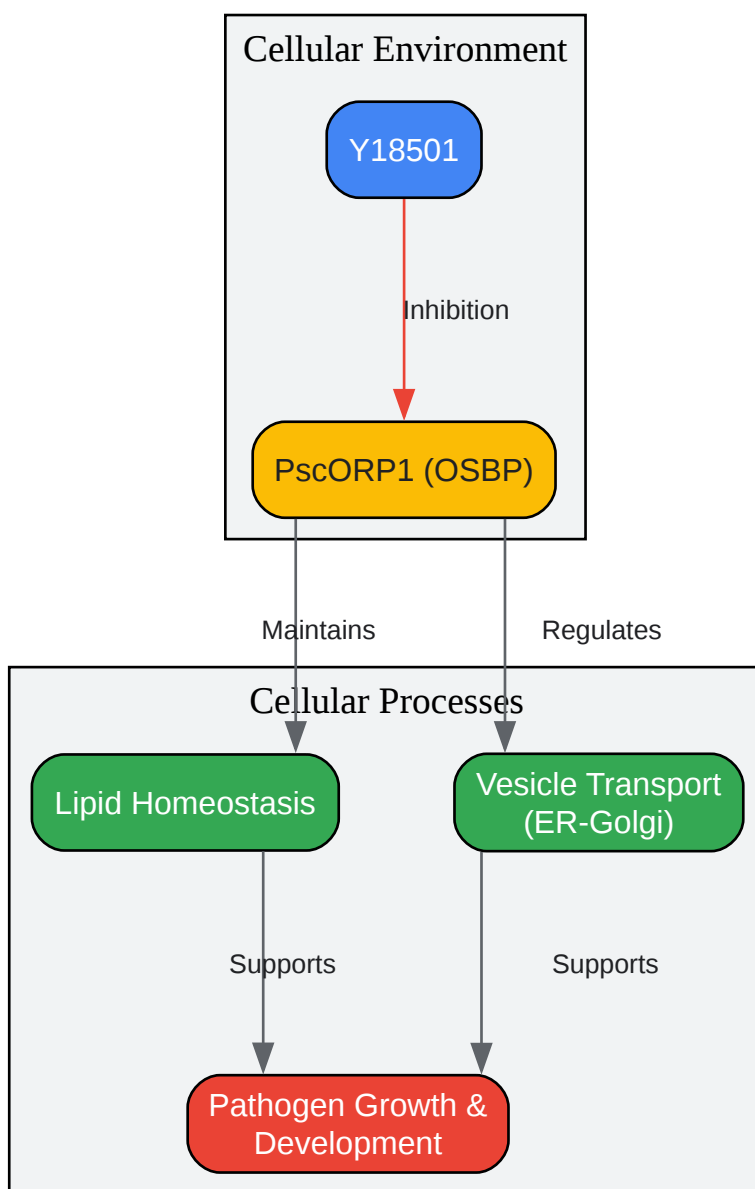 Cellular Environment
Y18501
Inhibition
PscORP1 (OSBP)
Maintains
Regulates
Cellular Processes
Lipid Homeostasis
Vesicle Transport
(ER-Golgi)
Supports
Supports
Pathogen Growth &
Development